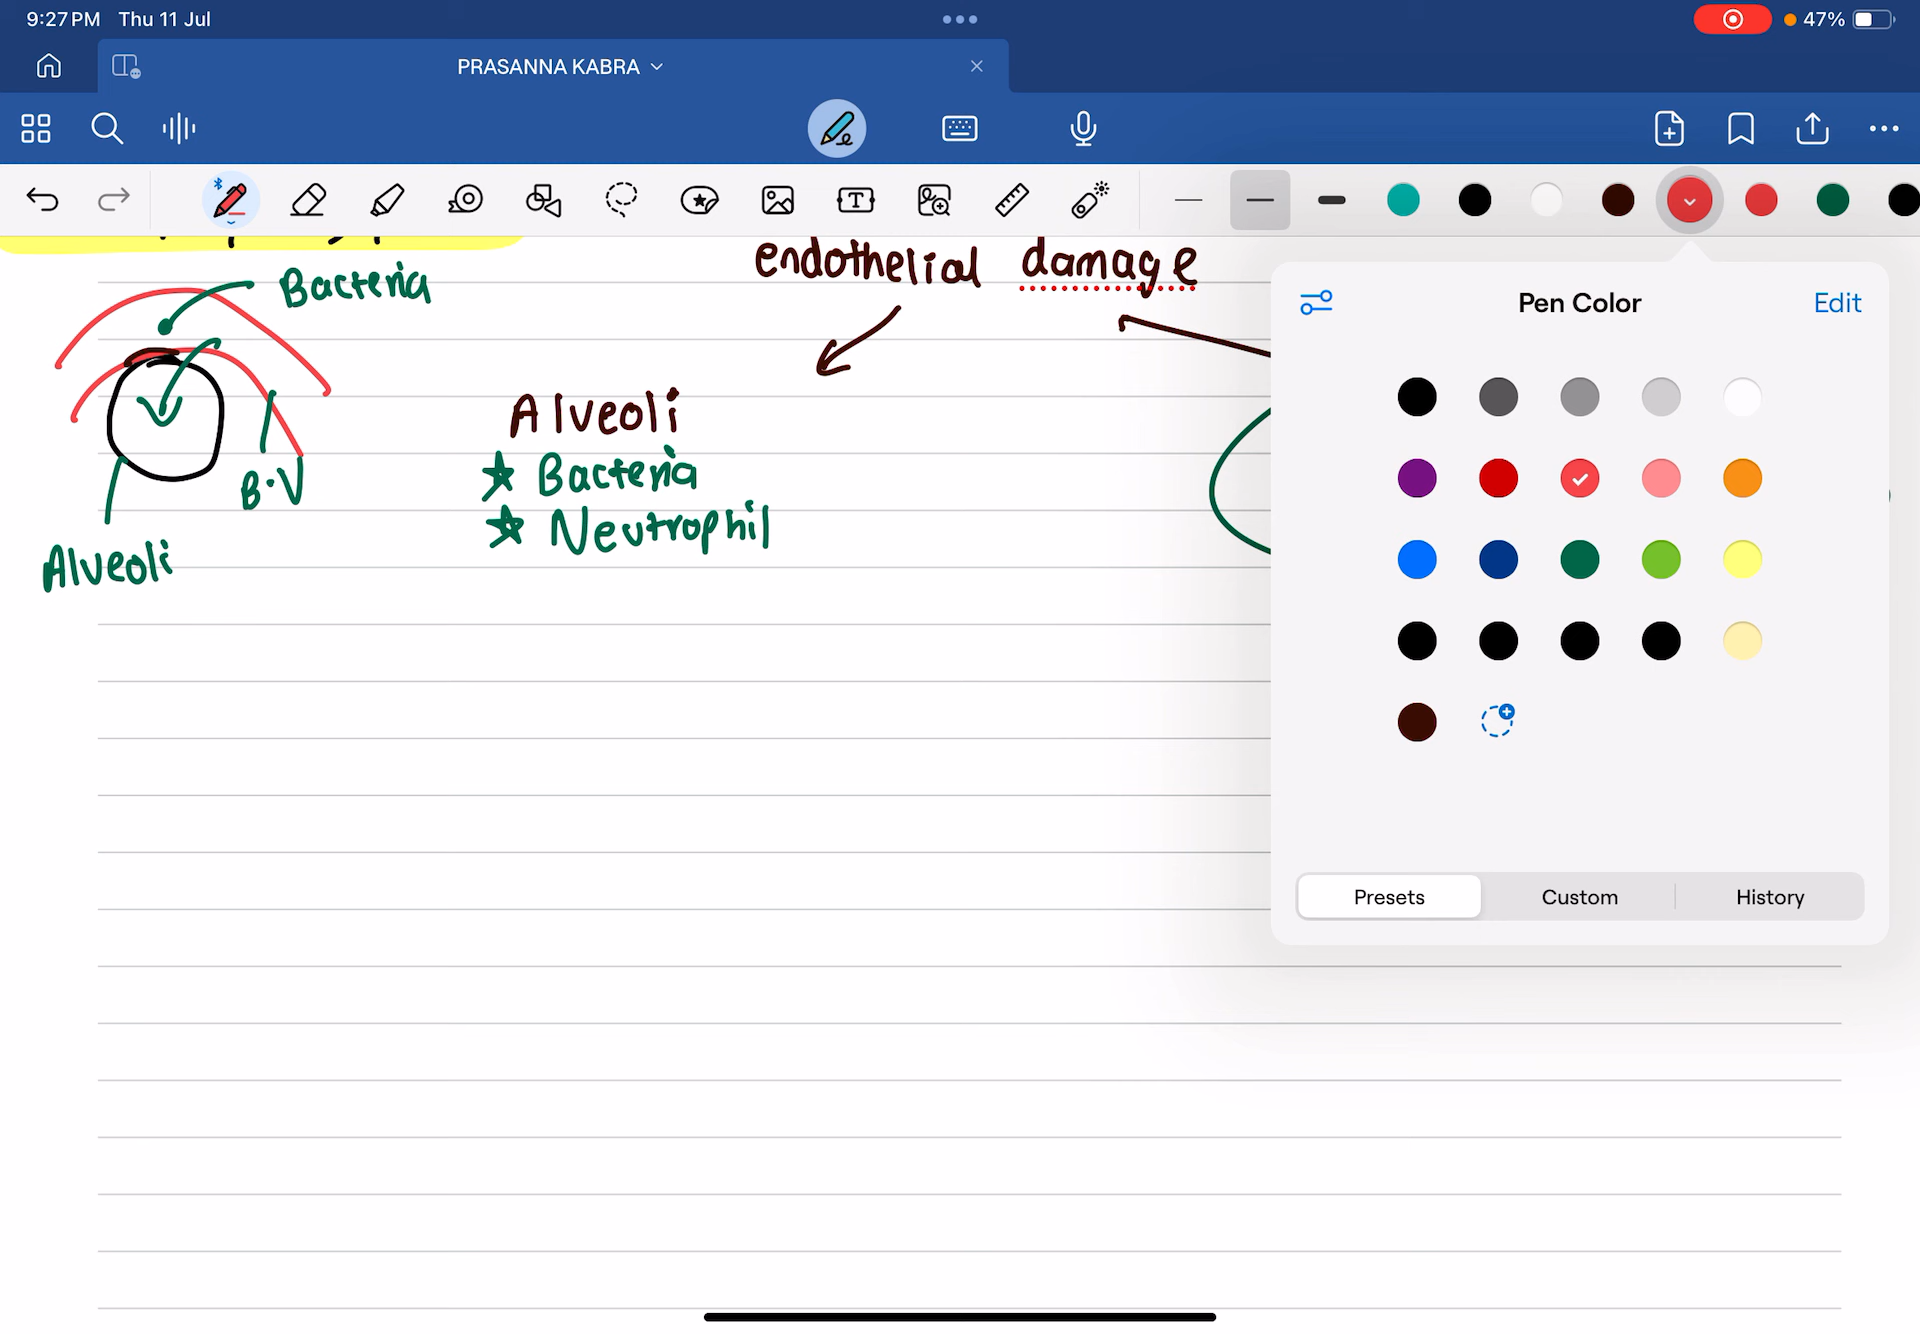 9:27 PM Thu 11 Jul
47%
PRASANNA KABRA
endothelial damage
Bacteria
Pen Color
Edit
Alveoli
Bacteria
B.V
Neutrophil
Alveoli
Presets
Custom
History